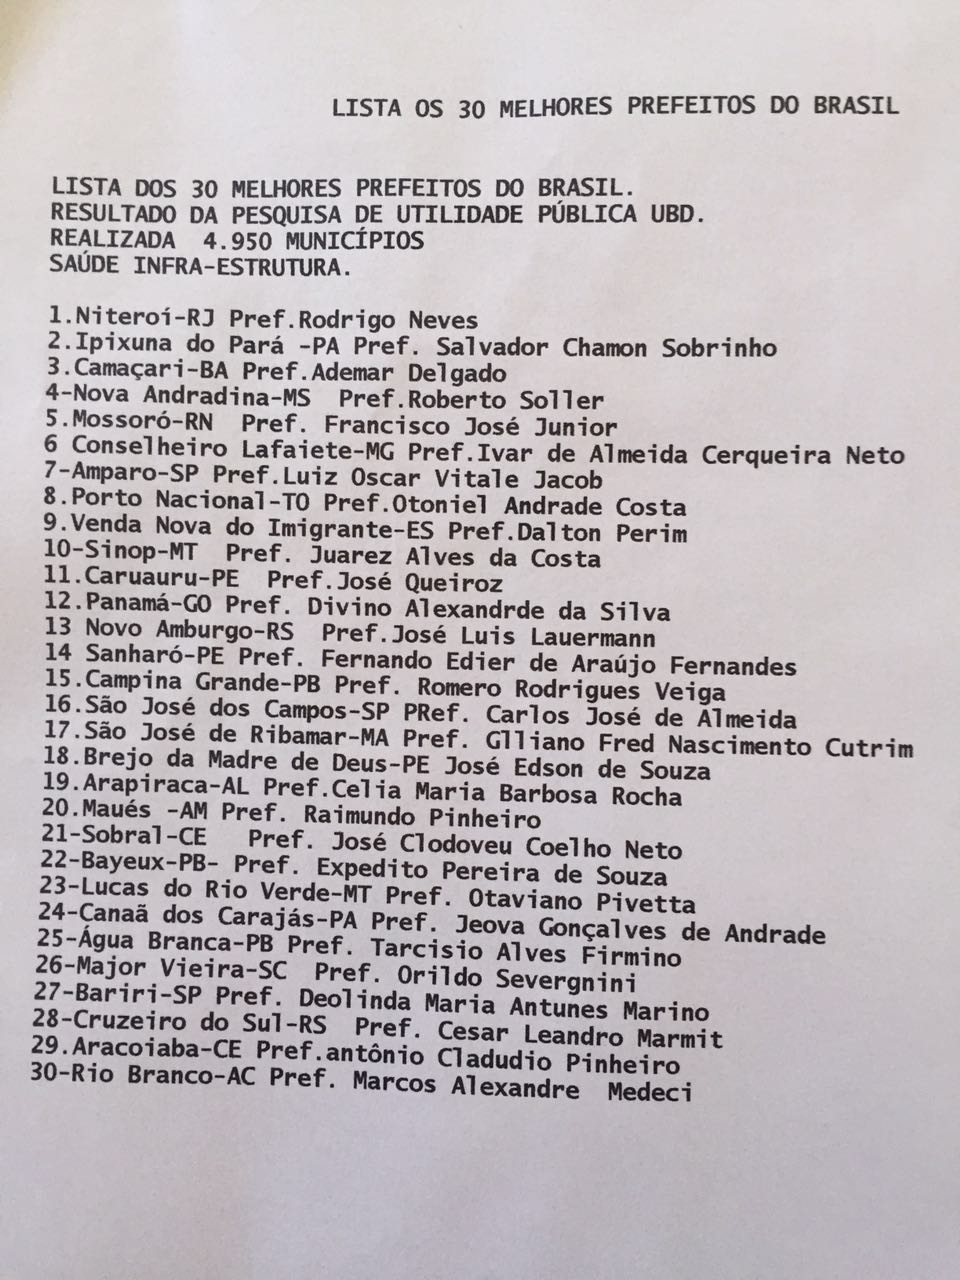 LISTA OS 30 MELHORES PREFEITOS DO BRASIL
LISTA DOS 30 MELHORES PREFEITOS DO BRASIL.
RESULTADO DA PESQUISA DE UTILIDADE PÚBLICA UBD.
REALIZADA  4.950 MUNICÍPIOS
SAÚDE INFRA-ESTRUTURA.
1.Niteroí-RJ Pref.Rodrigo Neves
2.Ipixuna do Pará -PA Pref. Salvador Chamon Sobrinho
3.Camaçari-BA Pref.Ademar Delgado
4-Nova Andradina-MS  Pref.Roberto Soller
5.Mossoró-RN  Pref. Francisco José Junior
6 Conselheiro Lafaiete-MG Pref.Ivar de Almeida Cerqueira Neto
7-Amparo-SP Pref.Luiz Oscar Vitale Jacob
8.Porto Nacional-TO Pref.Otoniel Andrade Costa
9.Venda Nova do Imigrante-ES Pref.Dalton Perim
10-Sinop-MT  Pref. Juarez Alves da Costa
11.Caruauru-PE  Pref.José Queiroz
12.Panamá-GO Pref. Divino Alexandrde da Silva
13 Novo Amburgo-RS  Pref.José Luis Lauermann
14 Sanharó-PE Pref. Fernando Edier de Araújo Fernandes
15.Campina Grande-PB Pref. Romero Rodrigues Veiga
16.São José dos Campos-SP PRef. Carlos José de Almeida
17.São José de Ribamar-MA Pref. Glliano Fred Nascimento Cutrim
18.Brejo da Madre de Deus-PE José Edson de Souza
19.Arapiraca-AL Pref.Celia Maria Barbosa Rocha
20.Maués -AM Pref. Raimundo Pinheiro
21-Sobral-CE   Pref. José Clodoveu Coelho Neto
22-Bayeux-PB- Pref. Expedito Pereira de Souza
23-Lucas do Rio Verde-MT Pref. Otaviano Pivetta
24-Canaã dos Carajás-PA Pref. Jeova Gonçalves de Andrade
25-Água Branca-PB Pref. Tarcisio Alves Firmino
26-Major Vieira-SC  Pref. Orildo Severgnini
27-Bariri-SP Pref. Deolinda Maria Antunes Marino
28-Cruzeiro do Sul-RS  Pref. Cesar Leandro Marmit
29.Aracoiaba-CE Pref.antônio Cladudio Pinheiro
30-Rio Branco-AC Pref. Marcos Alexandre  Medeci